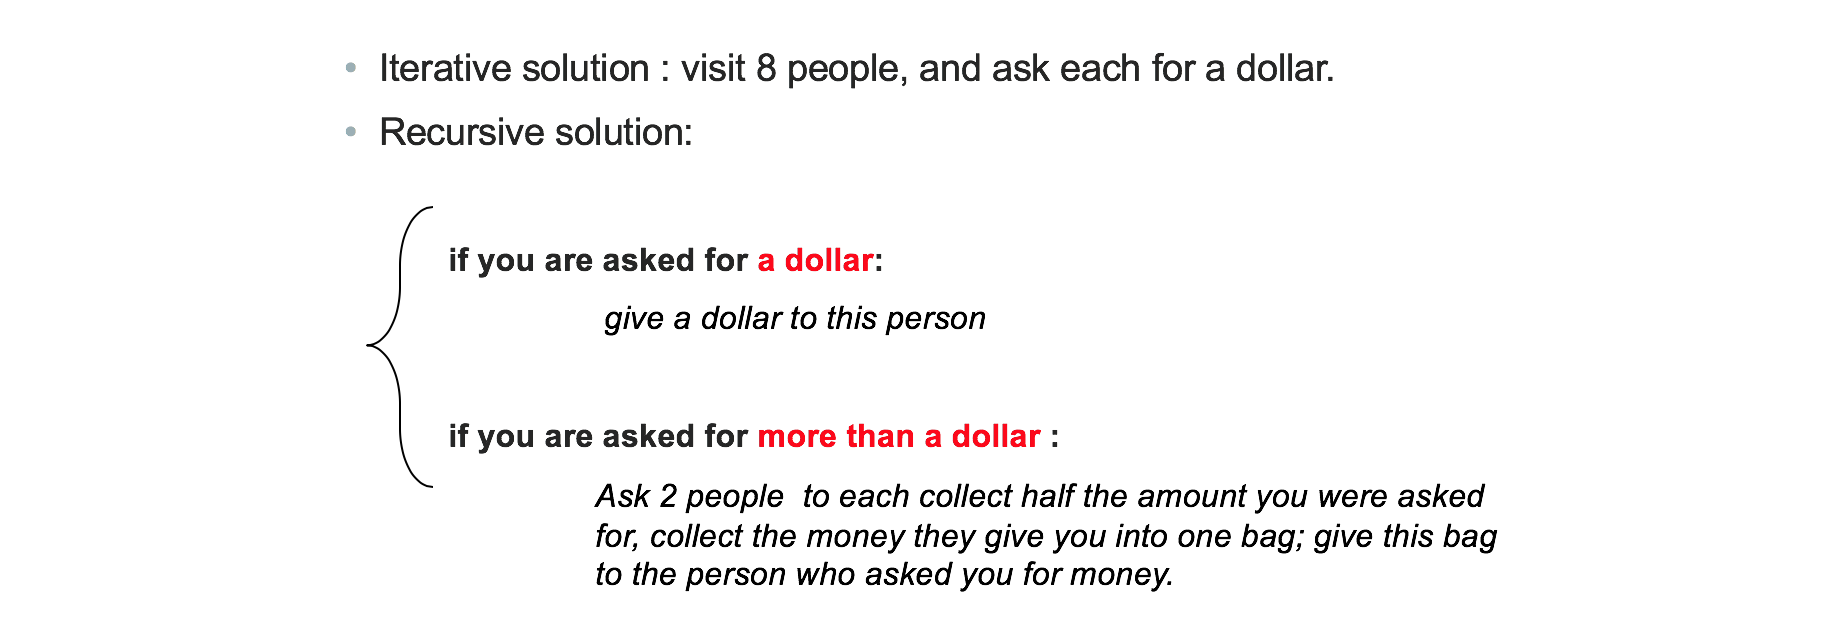 • Iterative solution : visit 8 people, and ask each for a dollar.
• Recursive solution:
if you are asked for a dollar:
give a dollar to this person
if you are asked for more than a dollar :
Ask 2 people  to each collect half the amount you were asked
for, collect the money they give you into one bag; give this bag
to the person who asked you for money.